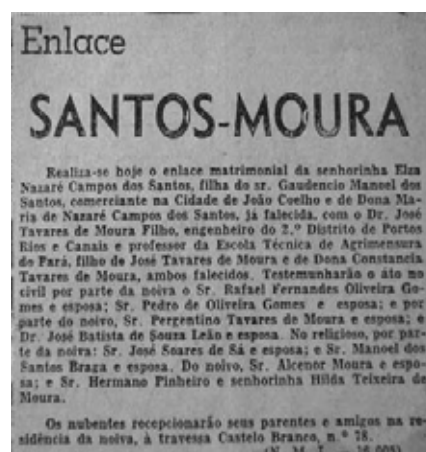 Enlace
SANTOS-MOURA
Realiza-se hoje o enlace matrimonial da senhorinha Elza
Nazaré Campos dos Santos, filha do sr. Gaudencio Manoel dos
Santos, comerciante na Cidade de João Coelho e de Dona Ma-
ria de Nazaré Campos dos Santos, já falecida, com o Dr. José
Tavares de Moura Filho, engenheiro do 2.º Distrito de Portos
Rios e Canais e professor da Escola Técnica de Agrimensura
do Pará, filho de José Tavares de Moura e de Dona Constancia
Tavares de Moura, ambos falecidos. Testemunharão o áto no
civil por parte da noiva o Sr. Rafael Fernandes Oliveira Go-
mes e esposa; Sr. Pedro de Oliveira Gomes e esposa; e por
parte do noivo, Sr. Pergentino Tavares de Moura e esposa; e
Dr. José Batista de Souza Leão e esposa. No religioso, por par-
te da noiva: Sr. José Soares de Sá e esposa; e Sr. Manoel dos
Santos Braga e esposa. Do noivo, Sr. Alcenor Moura e espo-
sa; e Sr. Hermano Pinheiro e senhorinha Hilda Teixeira de
Moura.
Os nubentes recepcionarão seus parentes e amigos na re-
sidência da noiva, à travessa Castelo Branco, n.º 78.